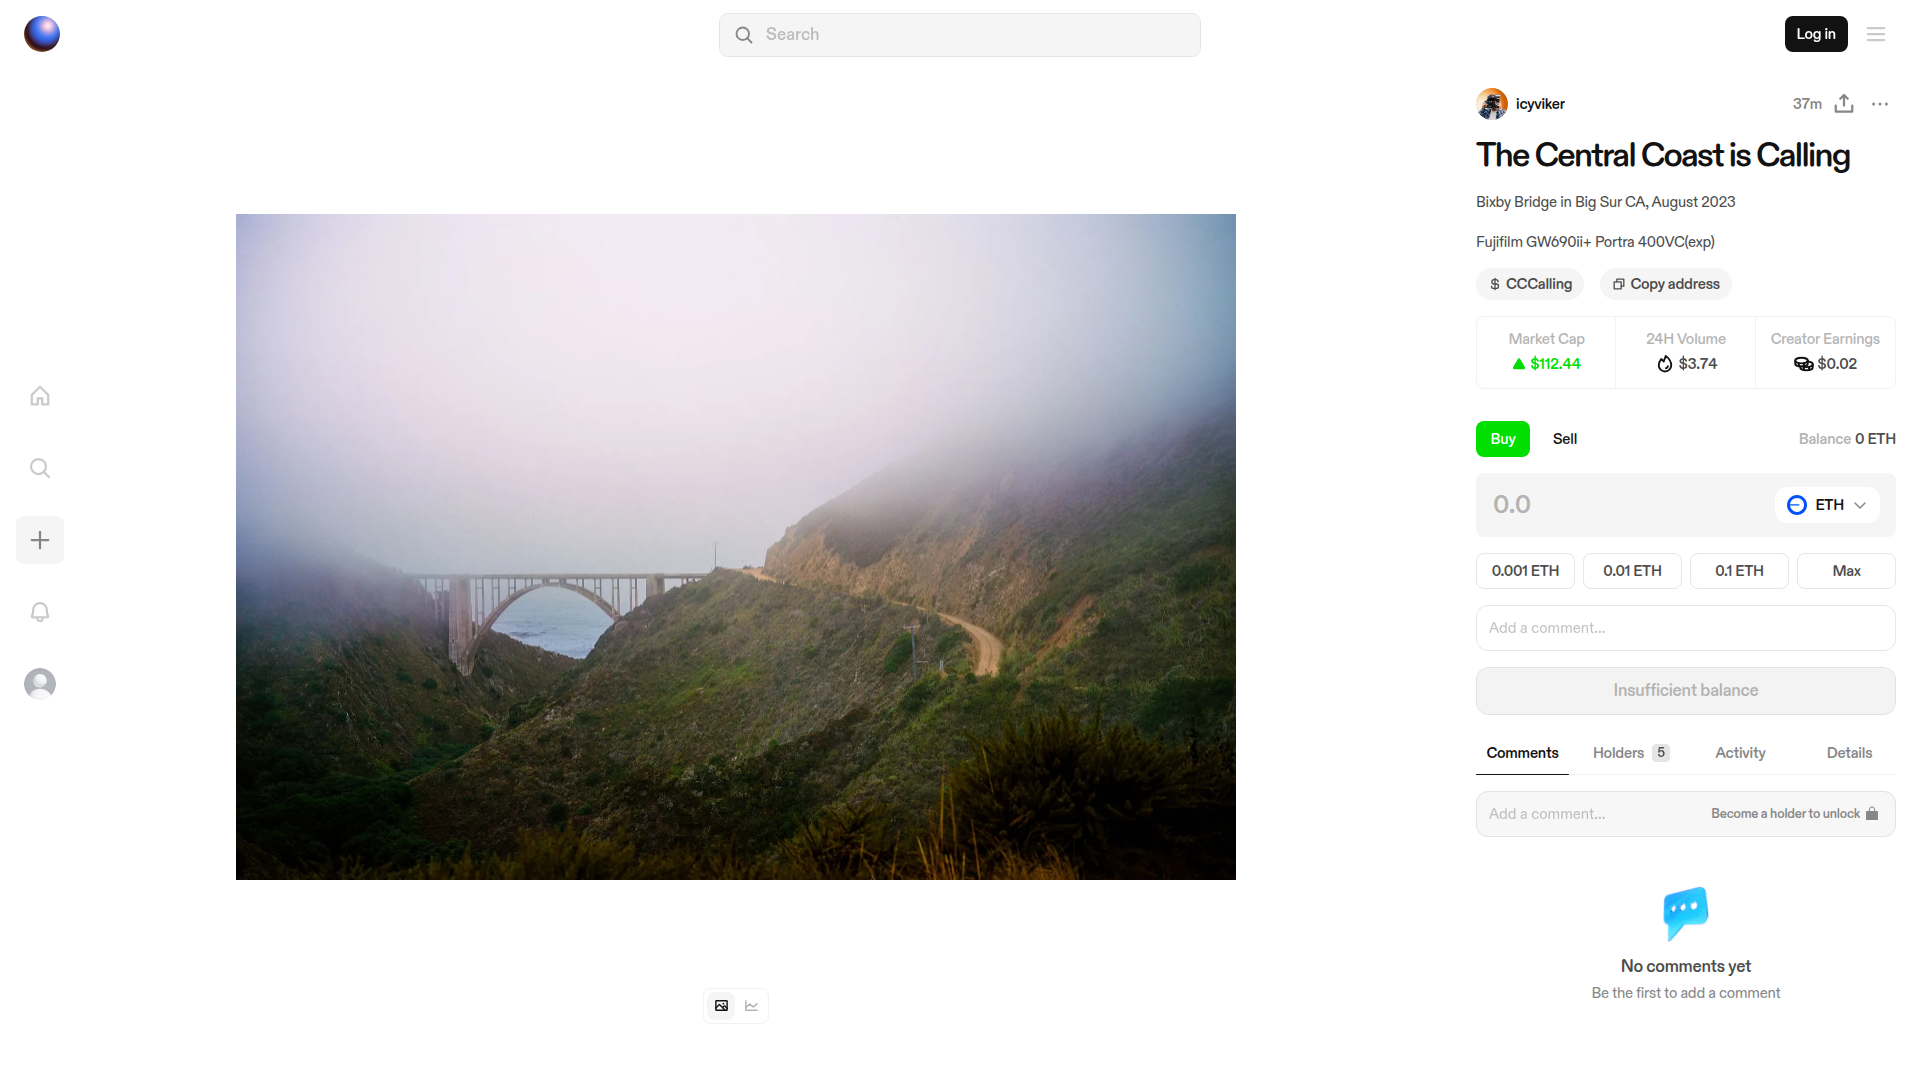 Search
Log in
icyviker
37m
The Central Coast is Calling
Bixby Bridge in Big Sur CA, August 2023
Fujifilm GW690ii+ Portra 400VC(exp)
$ CCCalling
Copy address
Market Cap
24H Volume
Creator Earnings
$112.44
$3.74
$0.02
Buy
Sell
Balance 0 ETH
0.0
ETH
0.001 ETH
0.01 ETH
0.1 ETH
Max
Add a comment...
Insufficient balance
Comments
Holders 5
Activity
Details
Add a comment...
Become a holder to unlock
No comments yet
Be the first to add a comment